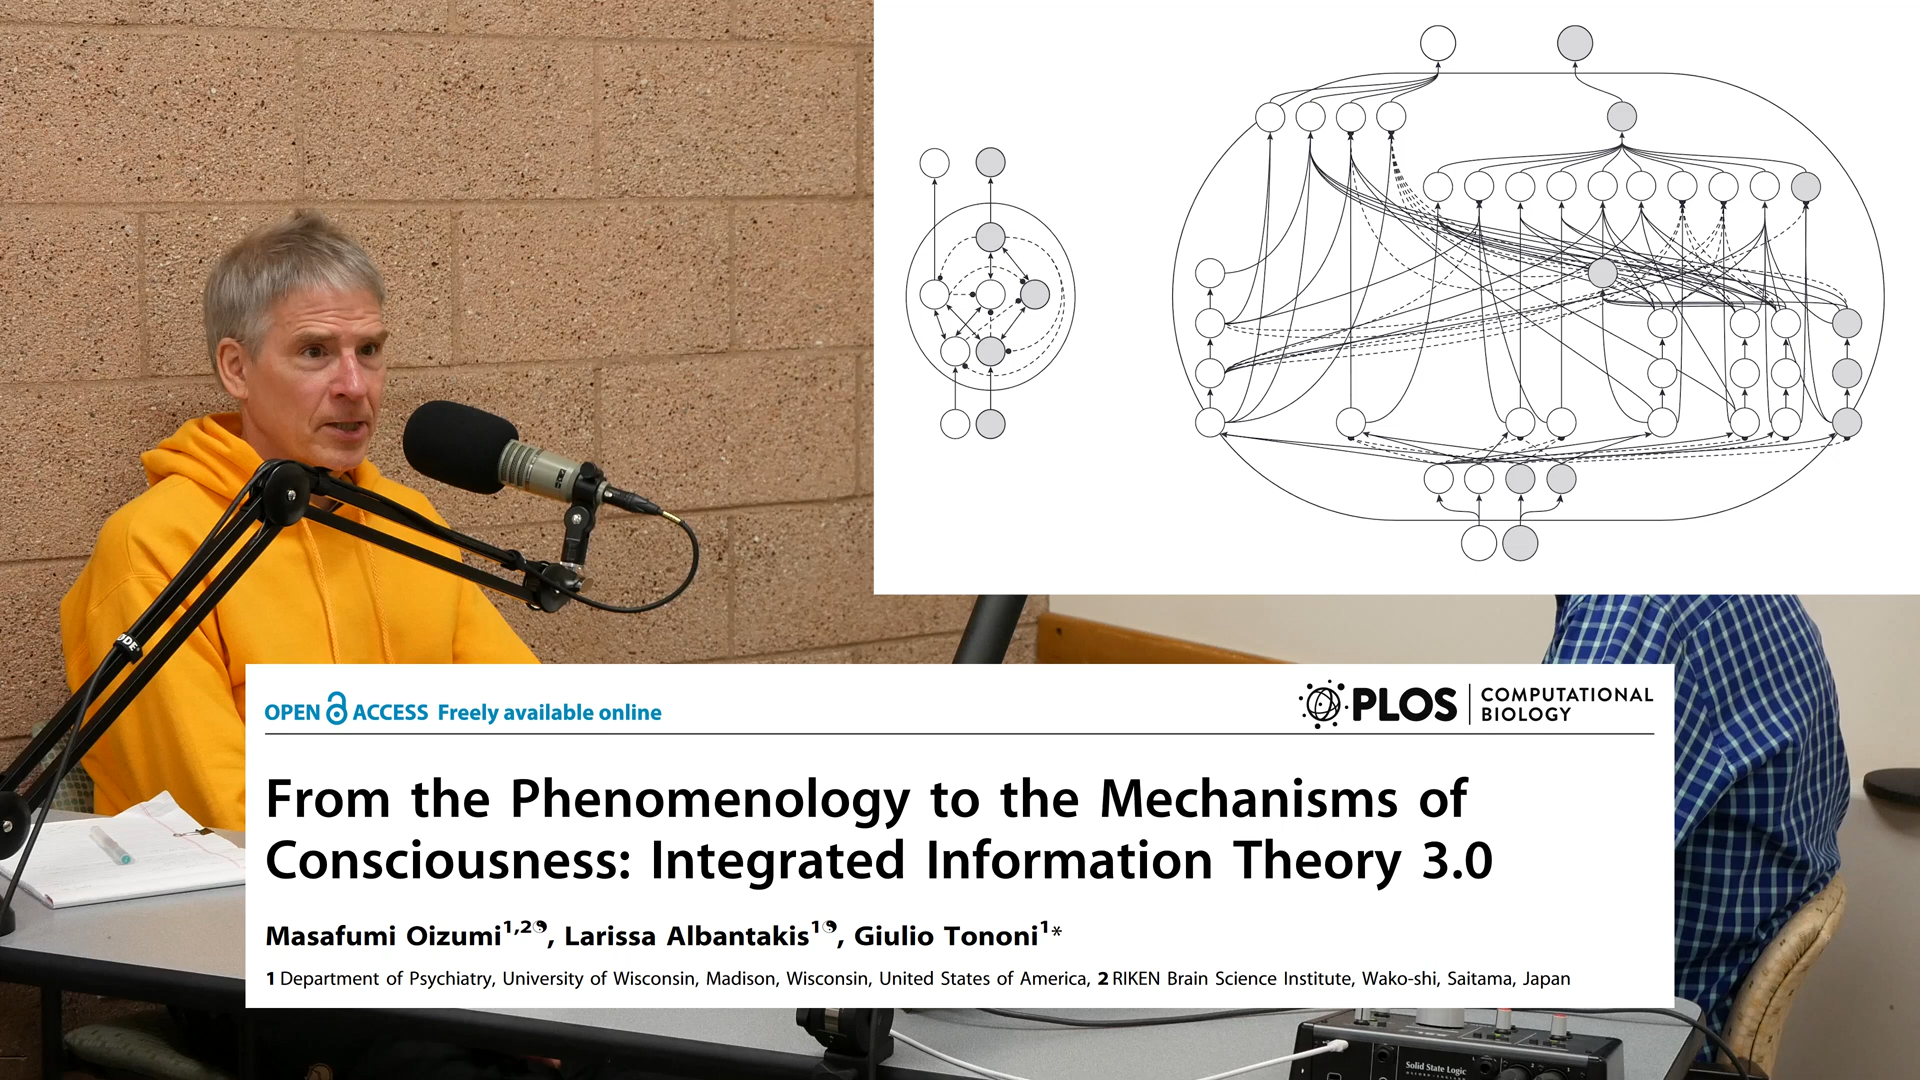 OPEN ACCESS Freely available online
PLOS COMPUTATIONAL
BIOLOGY
From the Phenomenology to the Mechanisms of
Consciousness: Integrated Information Theory 3.0
Masafumi Oizumi1,2, Larissa Albantakis1, Giulio Tononi1*
1 Department of Psychiatry, University of Wisconsin, Madison, Wisconsin, United States of America, 2 RIKEN Brain Science Institute, Wako-shi, Saitama, Japan
Solid State Logic